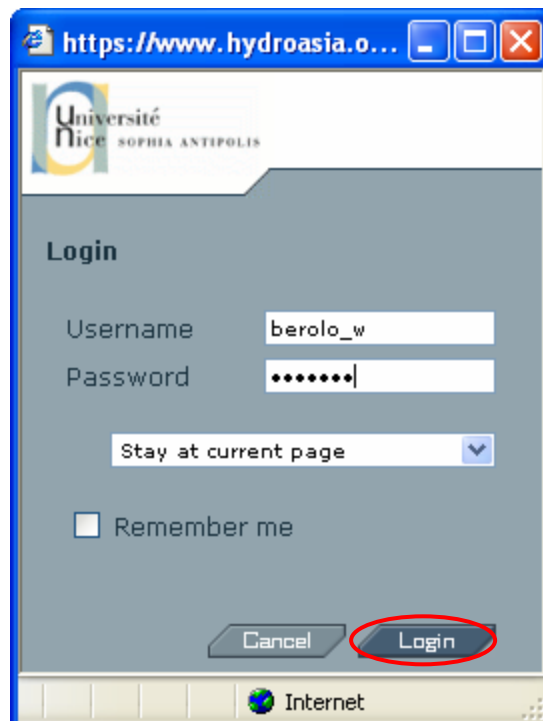 https://www.hydroasia.o...
Université
Nice SOPHIA ANTIPOLIS
Login
Username berolo_w
Password •••••••
Stay at current page
Remember me
Cancel Login
Internet